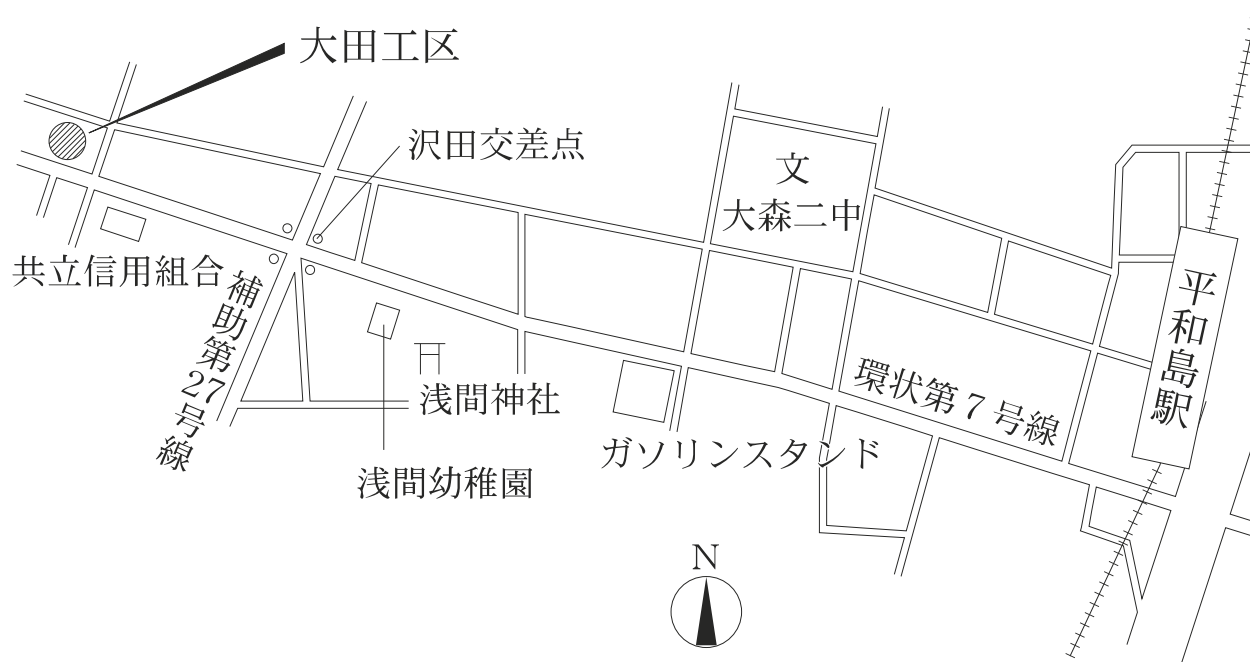 大田工区
沢田交差点
文
大森二中
共立信用組合
補助第27号線
平和島駅
環状第7号線
浅間神社
ガソリンスタンド
浅間幼稚園
N